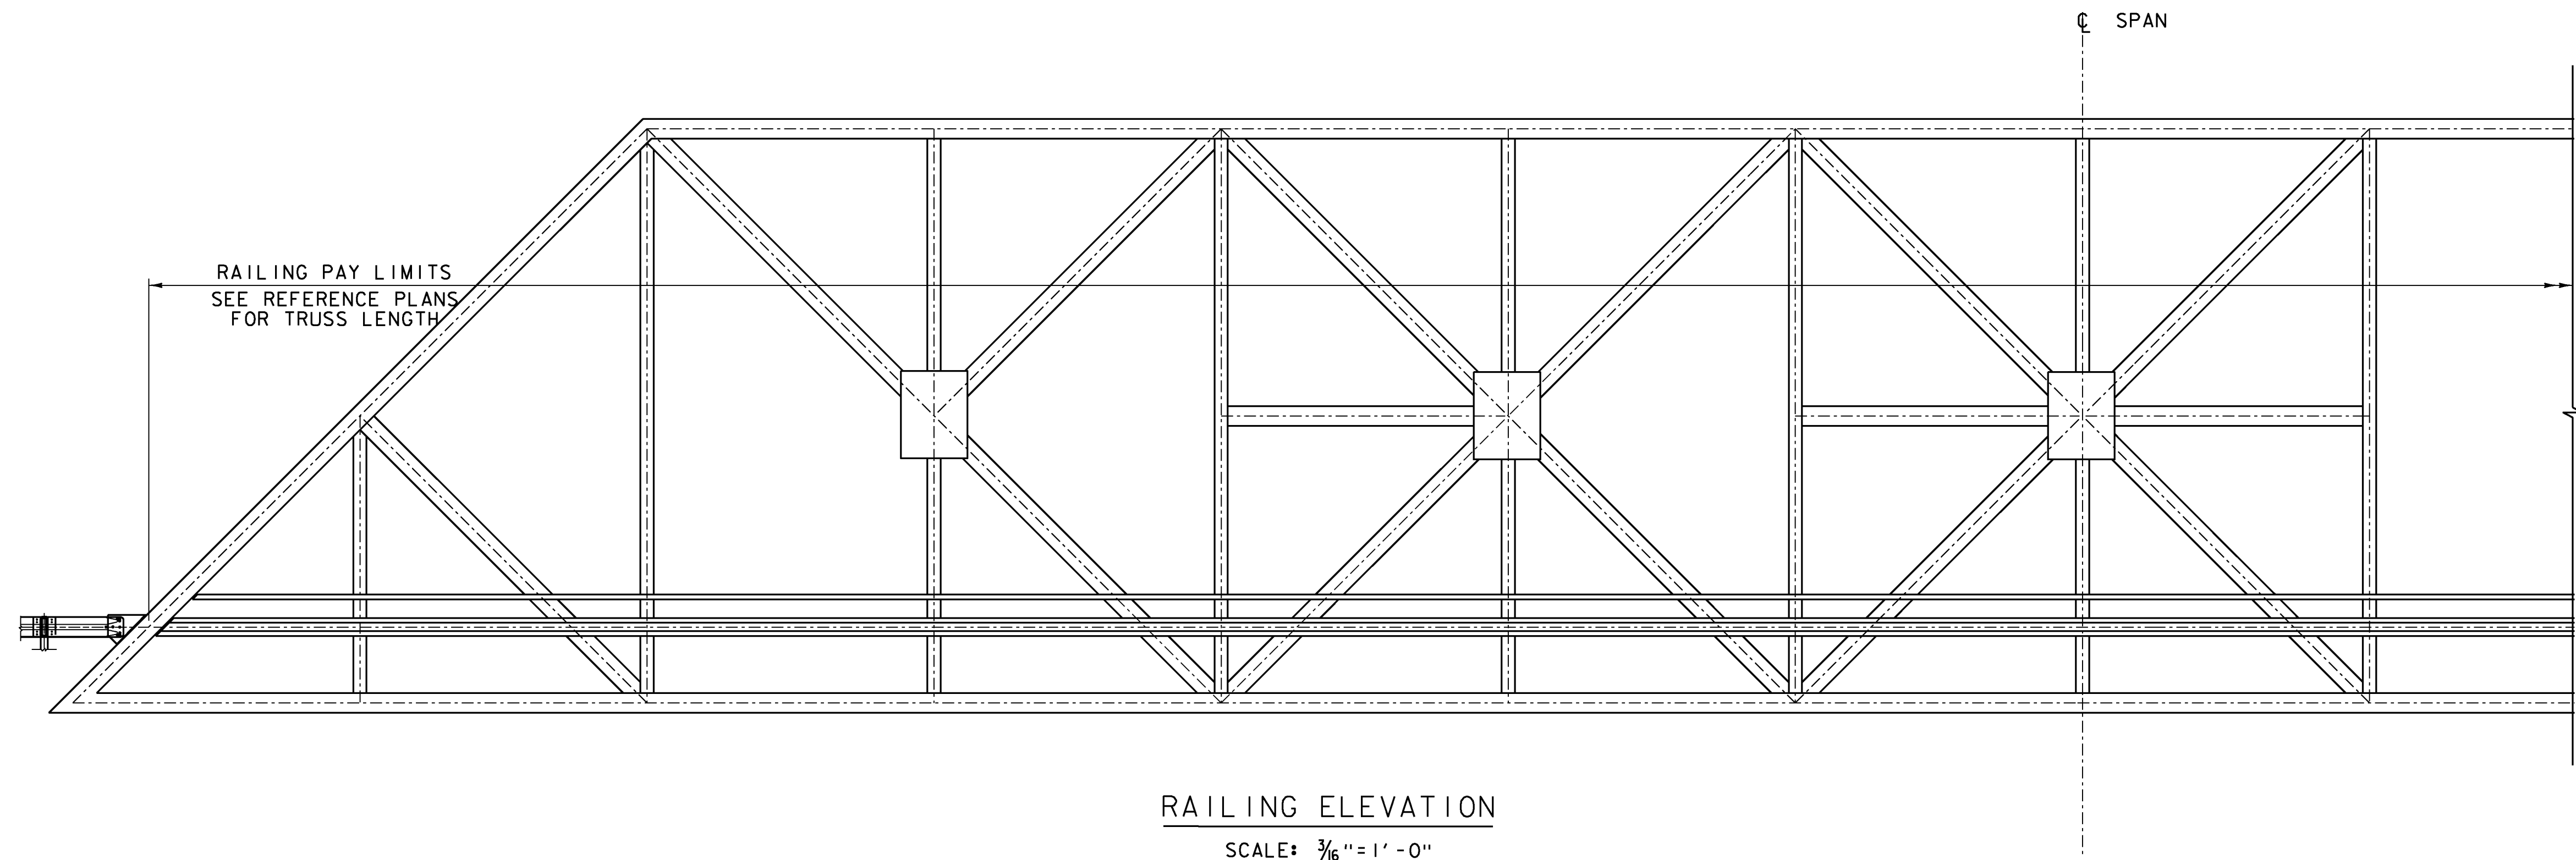 ℄ SPAN
RAILING PAY LIMITS
SEE REFERENCE PLANS
FOR TRUSS LENGTH
RAILING ELEVATION
SCALE: 3/16"=1'-0"